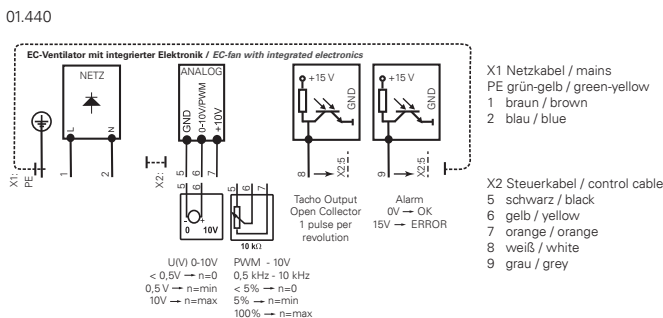 01.440
EC-Ventilator mit integrierter Elektronik / EC-fan with integrated electronics
NETZ
L
N
X1:
PE
1
2
ANALOG
GND
0-10V/PWM
+10V
X2:
5
6
7
5
6
-
+
0
10V
5
6
7
10 kΩ
+15 V
GND
8
X2:5
+15 V
GND
9
X2:5
Tacho Output
Open Collector
1 pulse per
revolution
Alarm
0V → OK
15V → ERROR
U(V) 0-10V
< 0,5V → n=0
0,5 V → n=min
10V → n=max
PWM - 10V
0,5 kHz - 10 kHz
< 5% → n=0
5% → n=min
100% → n=max
X1 Netzkabel / mains
PE grün-gelb / green-yellow
1 braun / brown
2 blau / blue
X2 Steuerkabel / control cable
5 schwarz / black
6 gelb / yellow
7 orange / orange
8 weiß / white
9 grau / grey